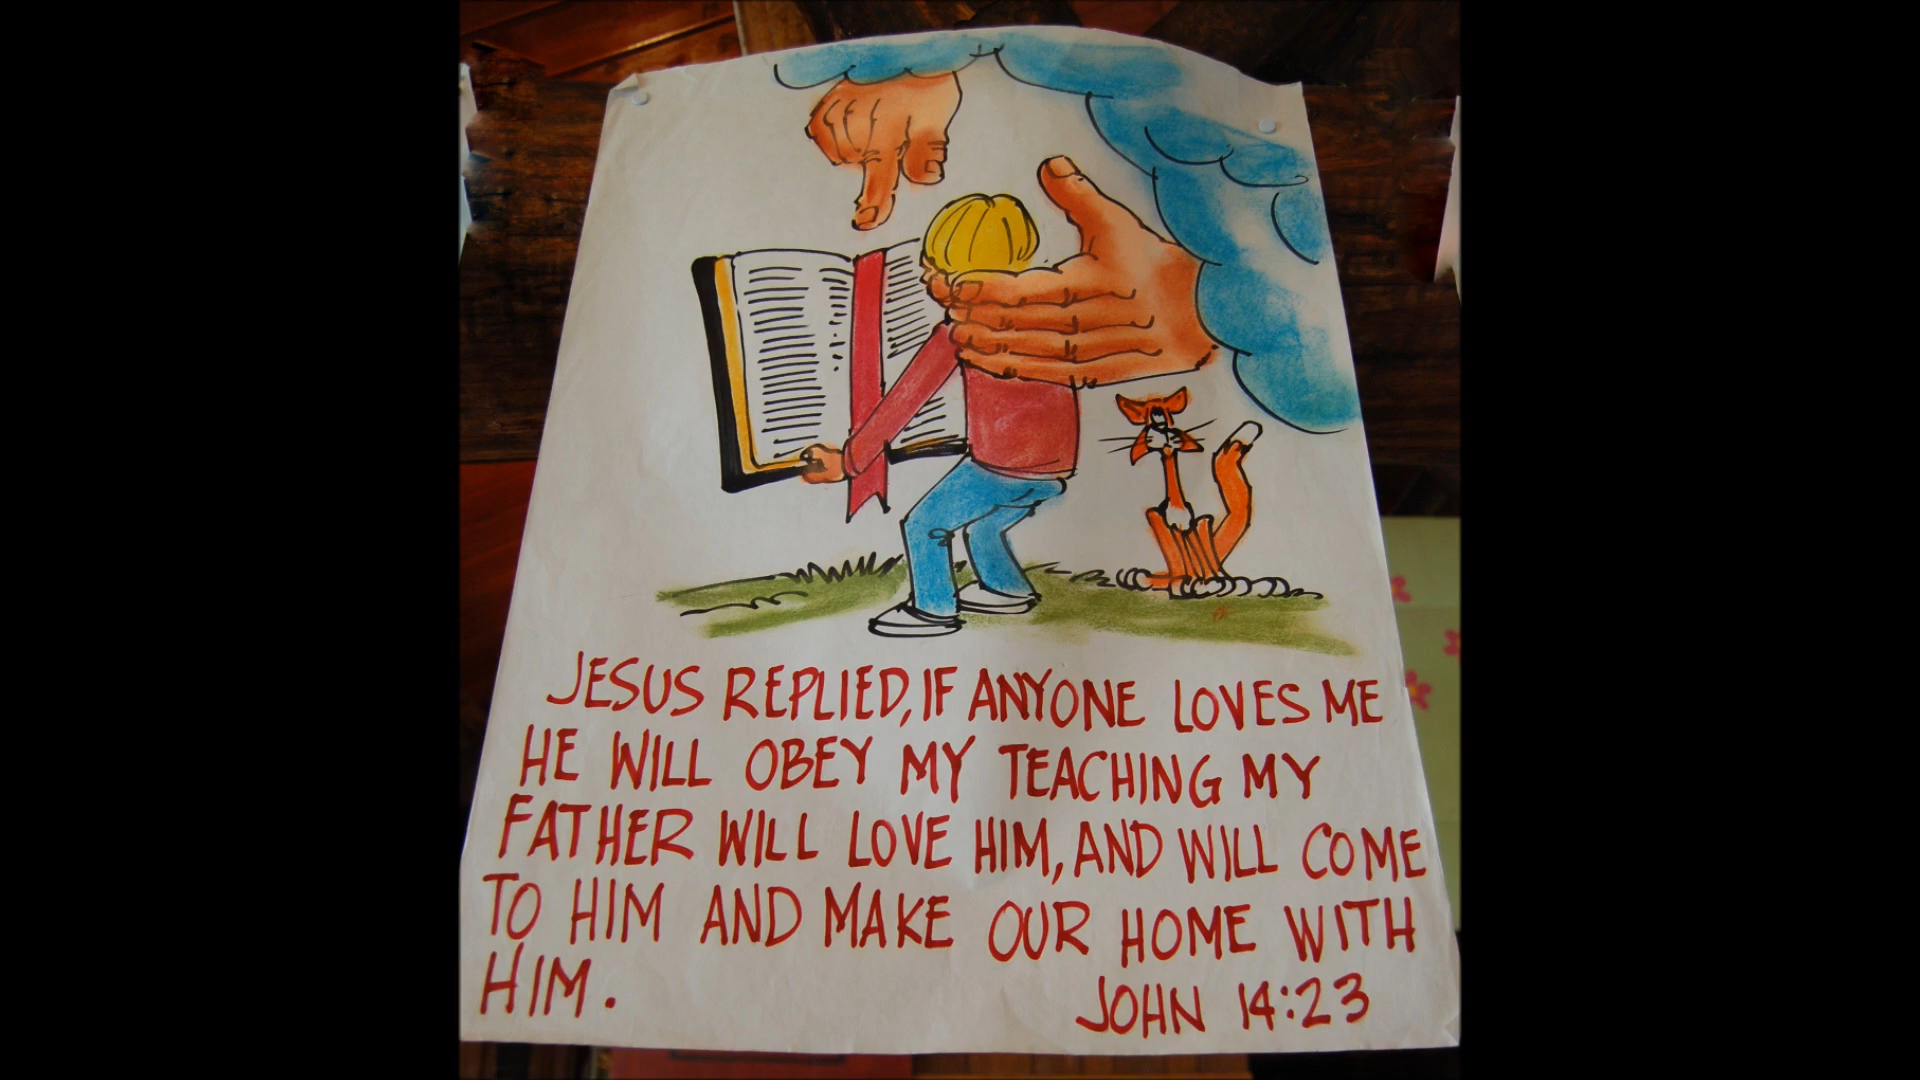 JESUS REPLIED, IF ANYONE LOVES ME
HE WILL OBEY MY TEACHING MY
FATHER WILL LOVE HIM, AND WILL COME
TO HIM AND MAKE OUR HOME WITH
HIM.
JOHN 14:23